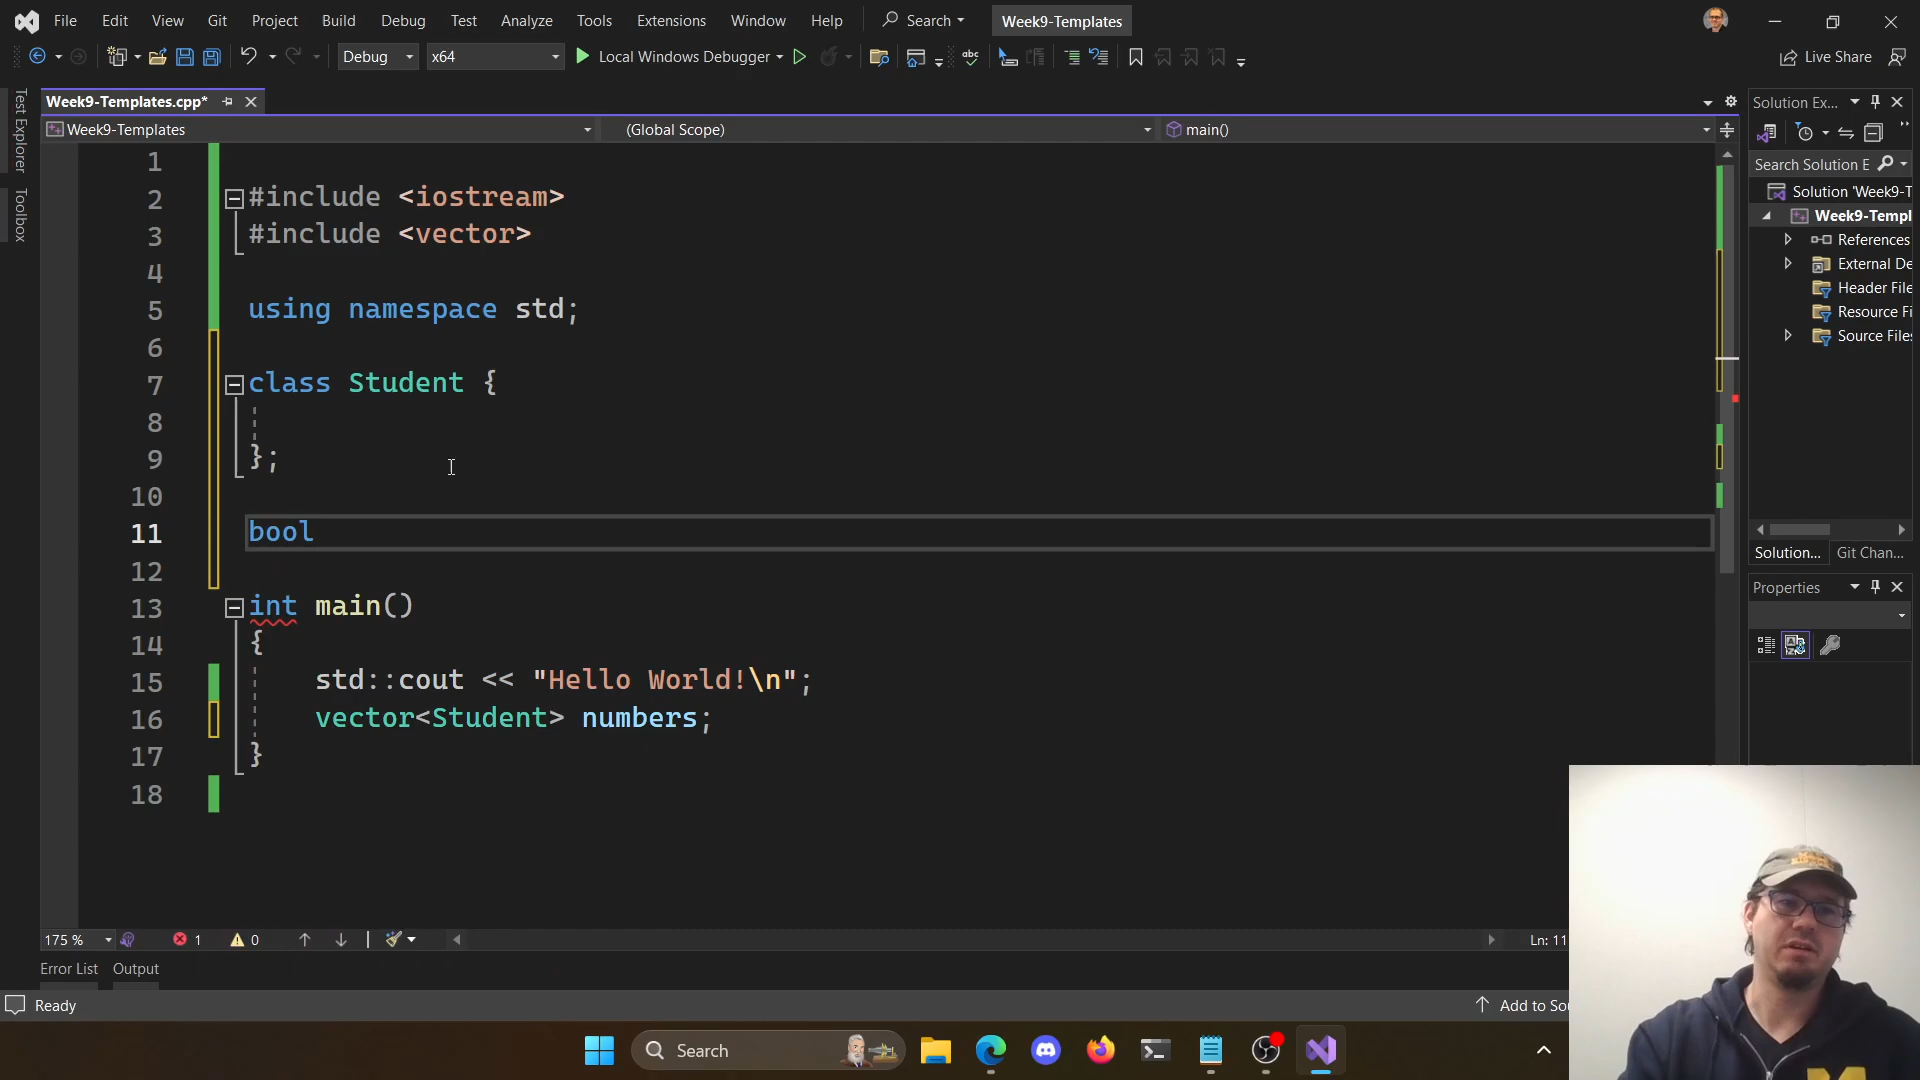 File Edit View Git Project Build Debug Test Analyze Tools Extensions Window Help Search Week9-Templates
Debug x64 Local Windows Debugger Live Share
Test Explorer
Toolbox
Week9-Templates.cpp*
Week9-Templates (Global Scope) main()
1
2 #include <iostream>
3 #include <vector>
4
5 using namespace std;
6
7 class Student {
8
9 };
10
11 bool
12
13 int main()
14 {
15 std::cout << "Hello World!\n";
16 vector<Student> numbers;
17 }
18
Solution Ex...
Search Solution E
Solution 'Week9-T
Week9-Templ
References
External De
Header File
Resource Fi
Source File
Solution... Git Chan...
Properties
175 % 1 0 Ln: 11
Error List Output
Ready Add to Sou
Search